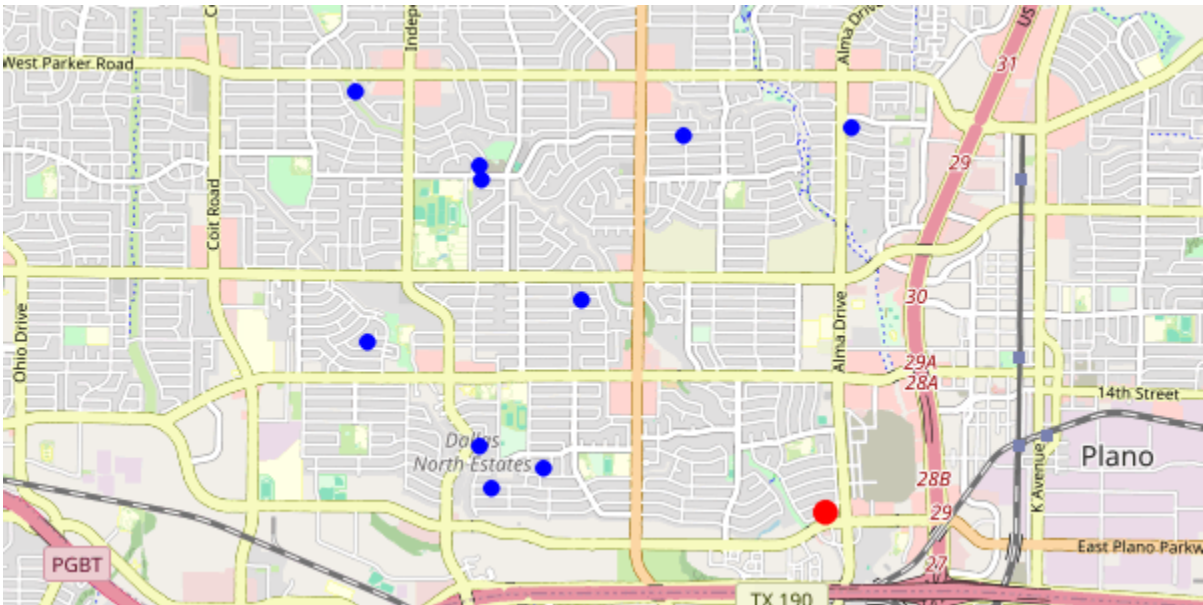 C
Indepe
Alma Drive
US
West Parker Road
31
29
Coit Road
30
Ohio Drive
Alma Drive
29A
28A
14th Street
Dallas
North Estates
Plano
28B
K Avenue
29
East Plano Parkw
PGBT
27
TX 190